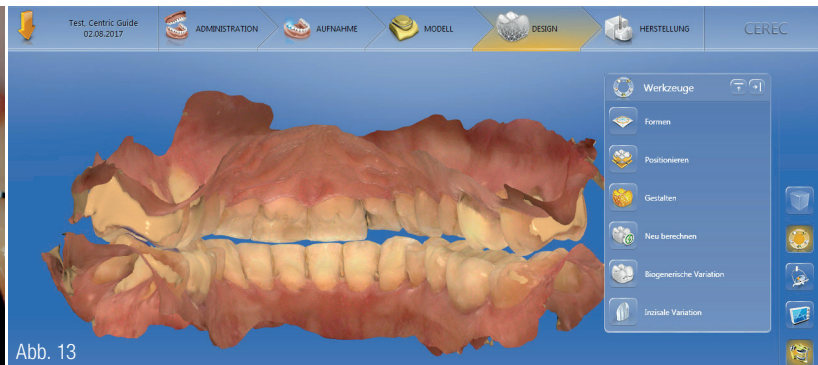 Test. Centric Guide
02.08.2017
ADMINISTRATION
AUFNAHME
MODELL
DESIGN
HERSTELLUNG
CEREC
Werkzeuge
Formen
Positionieren
Gestalten
Neu berechnen
Biogenerische Variation
Inzisale Variation
Abb. 13